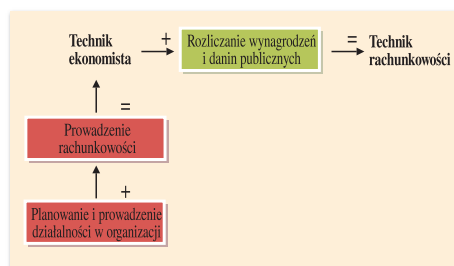 Technik
ekonomista
+
Rozliczanie wynagrodzeń
i danin publicznych
=
Technik
rachunkowości
=
Prowadzenie
rachunkowości
+
Planowanie i prowadzenie
działalności w organizacji